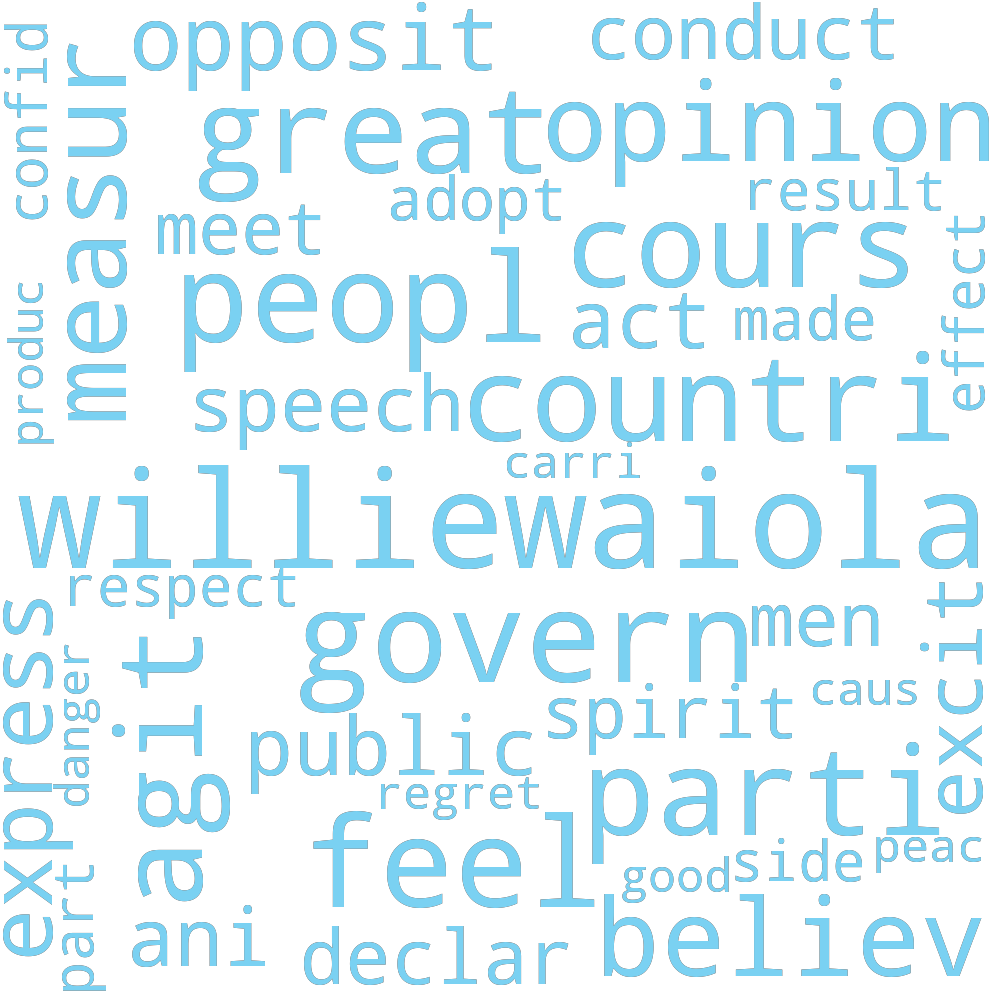 opposit
conduct
confid
measur
great
opinion
adopt
result
meet
cours
effect
peopl
act
made
produc
speech
countri
carri
williewaiola
respect
express
govern
men
excit
danger
agit
spirit
caus
public
parti
regret
feel
side
peac
good
part
ani
declar
believ